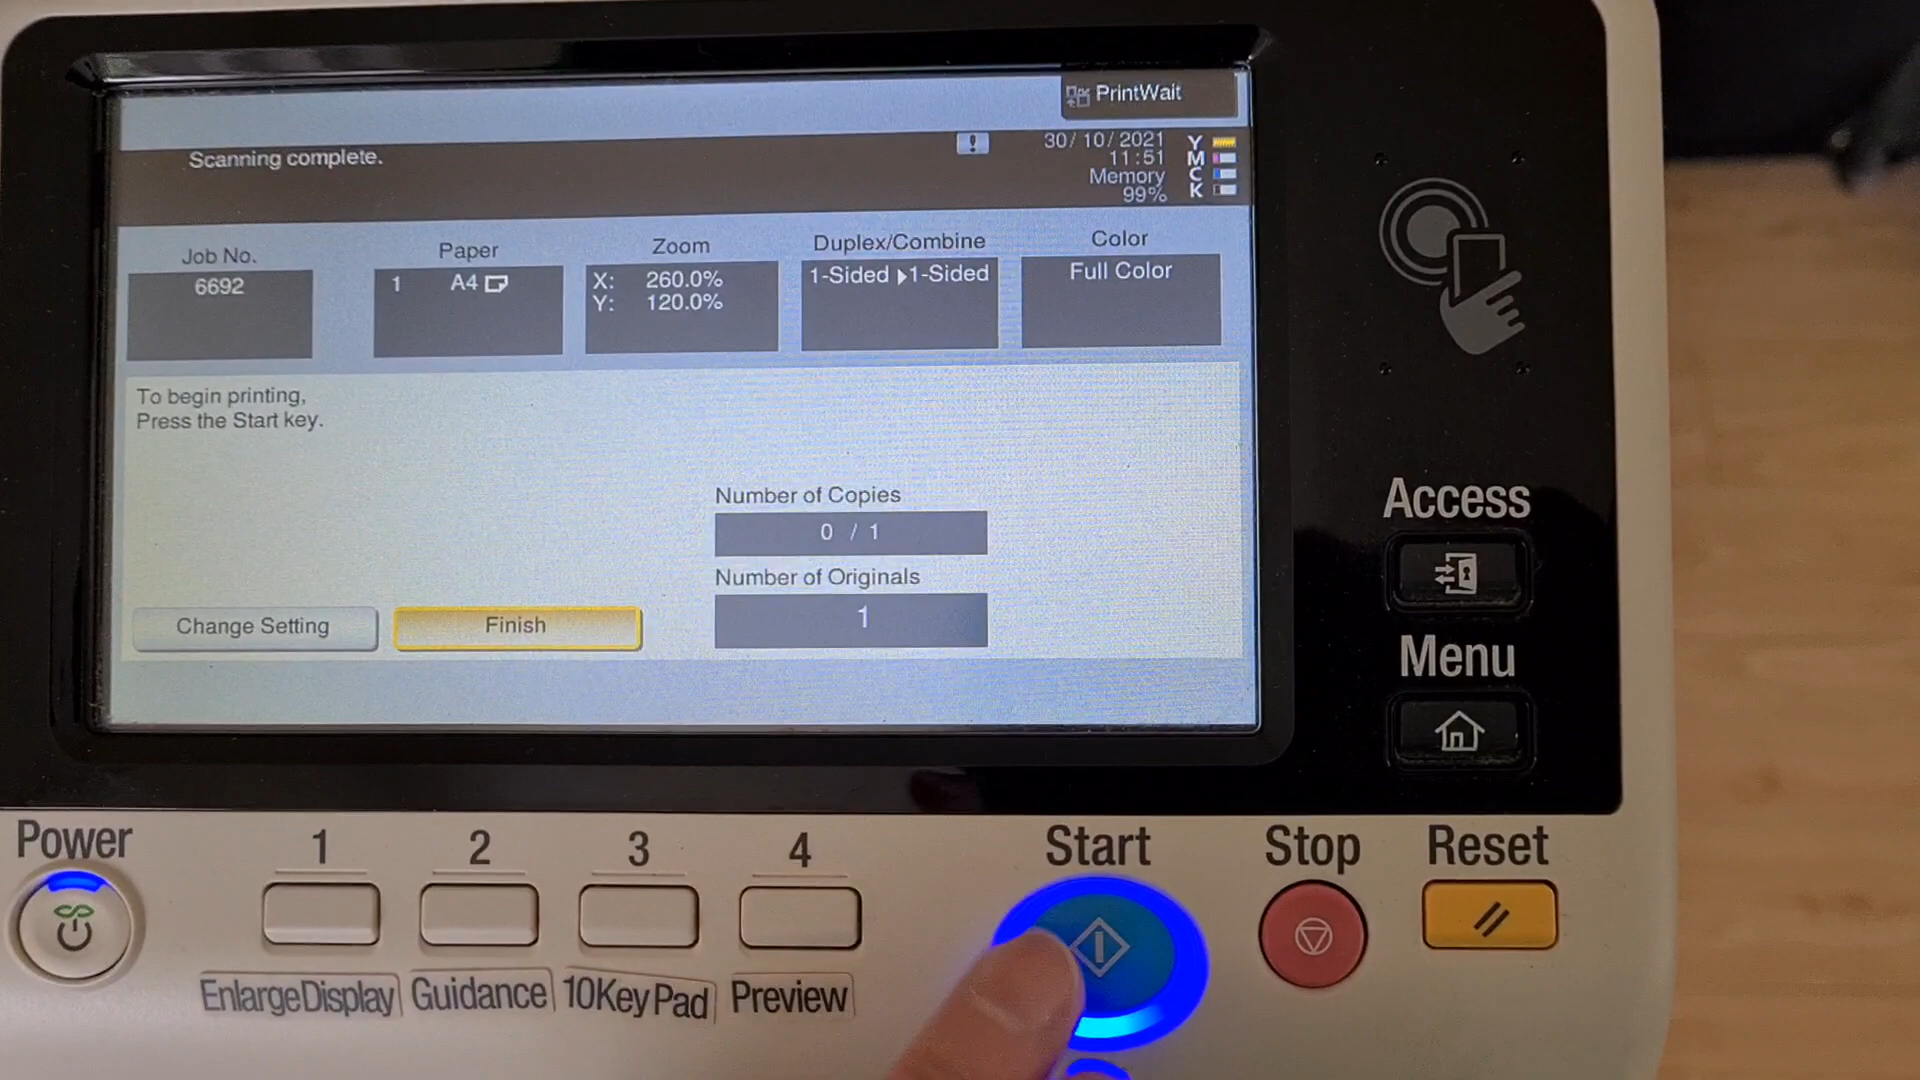 PrintWait
Scanning complete.
!
30/10/2021
11:51
Memory
99%
Y
M
C
K
Job No.
6692
Paper
1 A4
Zoom
X: 260.0%
Y: 120.0%
Duplex/Combine
1-Sided ▶ 1-Sided
Color
Full Color
To begin printing,
Press the Start key.
Number of Copies
0 / 1
Number of Originals
1
Change Setting
Finish
Access
Menu
Power
1
2
3
4
Start
Stop
Reset
EnlargeDisplay
Guidance
10KeyPad
Preview